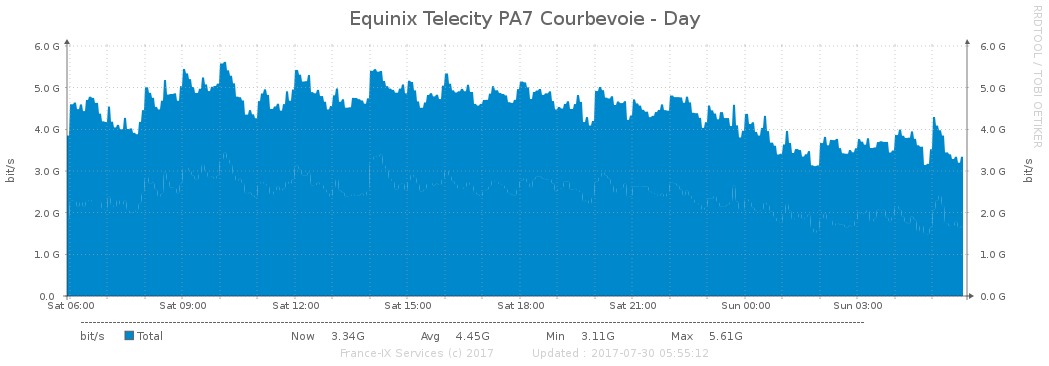 Equinix Telecity PA7 Courbevoie - Day
RRDTOOL / TOBI OETIKER
6.0 G 6.0 G
5.0 G 5.0 G
4.0 G 4.0 G
3.0 G 3.0 G
2.0 G 2.0 G
1.0 G 1.0 G
0.0 0.0 G
bit/s
bit/s
Sat 06:00 Sat 09:00 Sat 12:00 Sat 15:00 Sat 18:00 Sat 21:00 Sun 00:00 Sun 03:00
bit/s Total Now 3.34G Avg 4.45G Min 3.11G Max 5.61G
France-IX Services (c) 2017 Updated : 2017-07-30 05:55:12